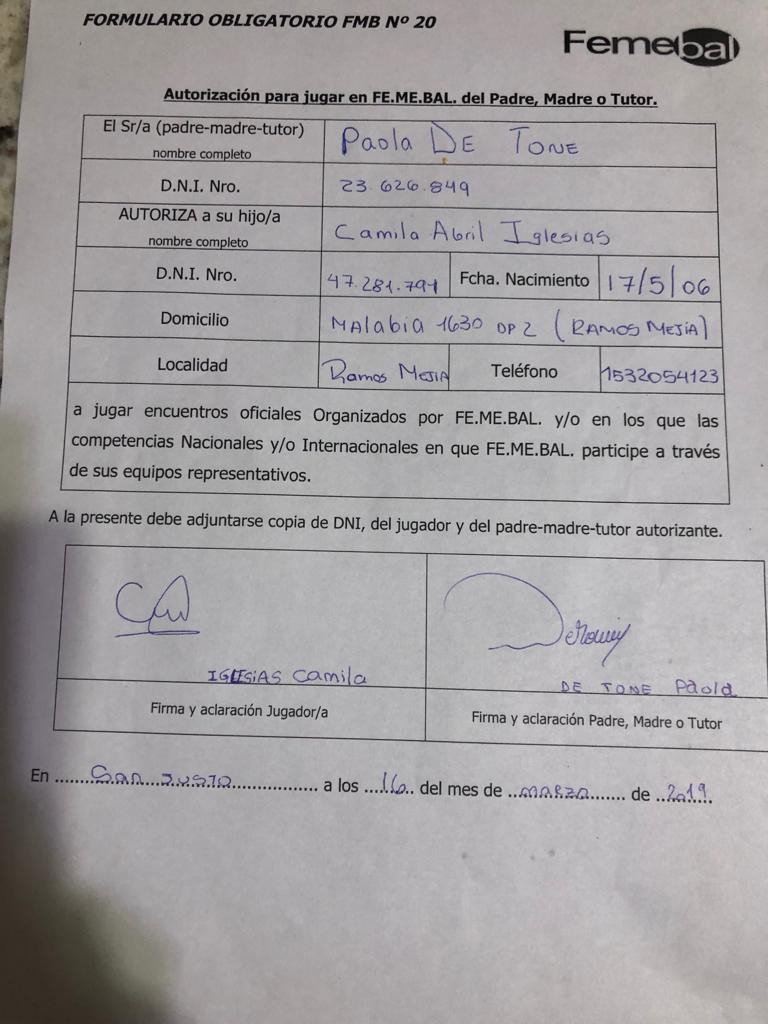 FORMULARIO OBLIGATORIO FMB Nº 20
Femebal
Autorización para jugar en FE.ME.BAL. del Padre, Madre o Tutor.
El Sr/a (padre-madre-tutor)
nombre completo
Paola DE TONE
D.N.I. Nro.
23.626.849
AUTORIZA a su hijo/a
nombre completo
Camila Abril Iglesias
D.N.I. Nro.
47.281.791
Fcha. Nacimiento
17/5/06
Domicilio
MAlabia 1630 DP 2 (RAMOS MEJIA)
Localidad
Ramos MEJIA
Teléfono
1532054123
a jugar encuentros oficiales Organizados por FE.ME.BAL. y/o en los que las
competencias Nacionales y/o Internacionales en que FE.ME.BAL. participe a través
de sus equipos representativos.
A la presente debe adjuntarse copia de DNI, del jugador y del padre-madre-tutor autorizante.
IGLESIAS Camila
DE TONE Paola
Firma y aclaración Jugador/a
Firma y aclaración Padre, Madre o Tutor
En ........San Justo................. a los ....16.. del mes de ..marzo....... de ..2019..